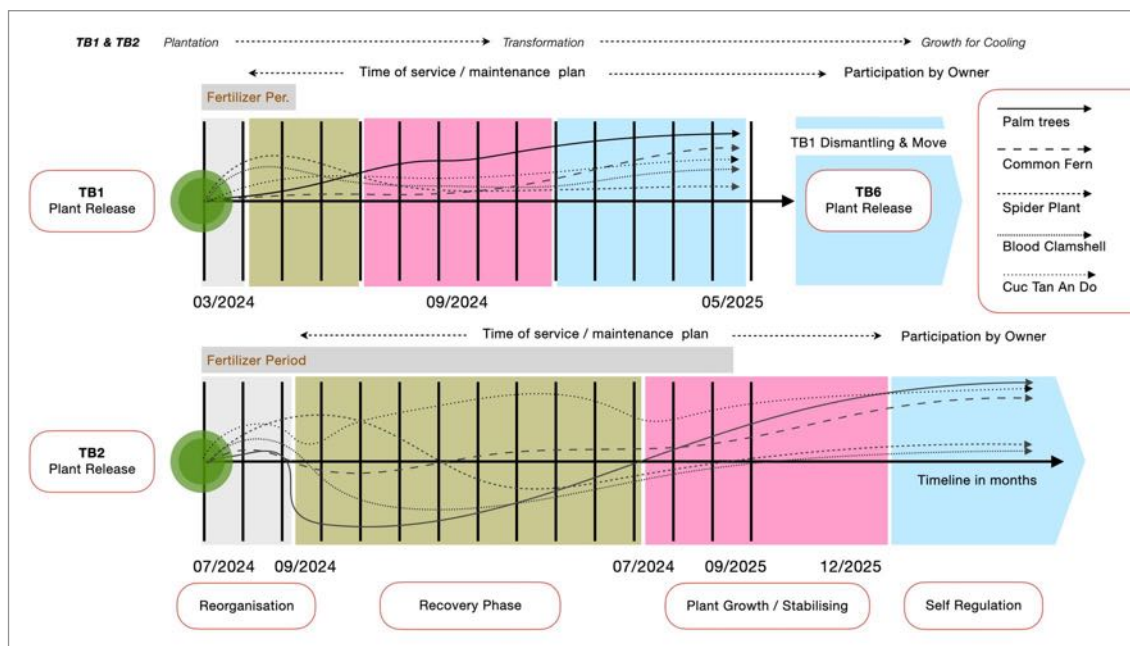 TB1 & TB2 Plantation Transformation Growth for Cooling
Time of service / maintenance plan Participation by Owner
Fertilizer Per.
TB1
Plant Release
TB1 Dismantling & Move
TB6
Plant Release
Palm trees
Common Fern
Spider Plant
Blood Clamshell
Cuc Tan An Do
03/2024 09/2024 05/2025
Time of service / maintenance plan Participation by Owner
Fertilizer Period
TB2
Plant Release
Timeline in months
07/2024 09/2024 07/2024 09/2025 12/2025
Reorganisation Recovery Phase Plant Growth / Stabilising Self Regulation